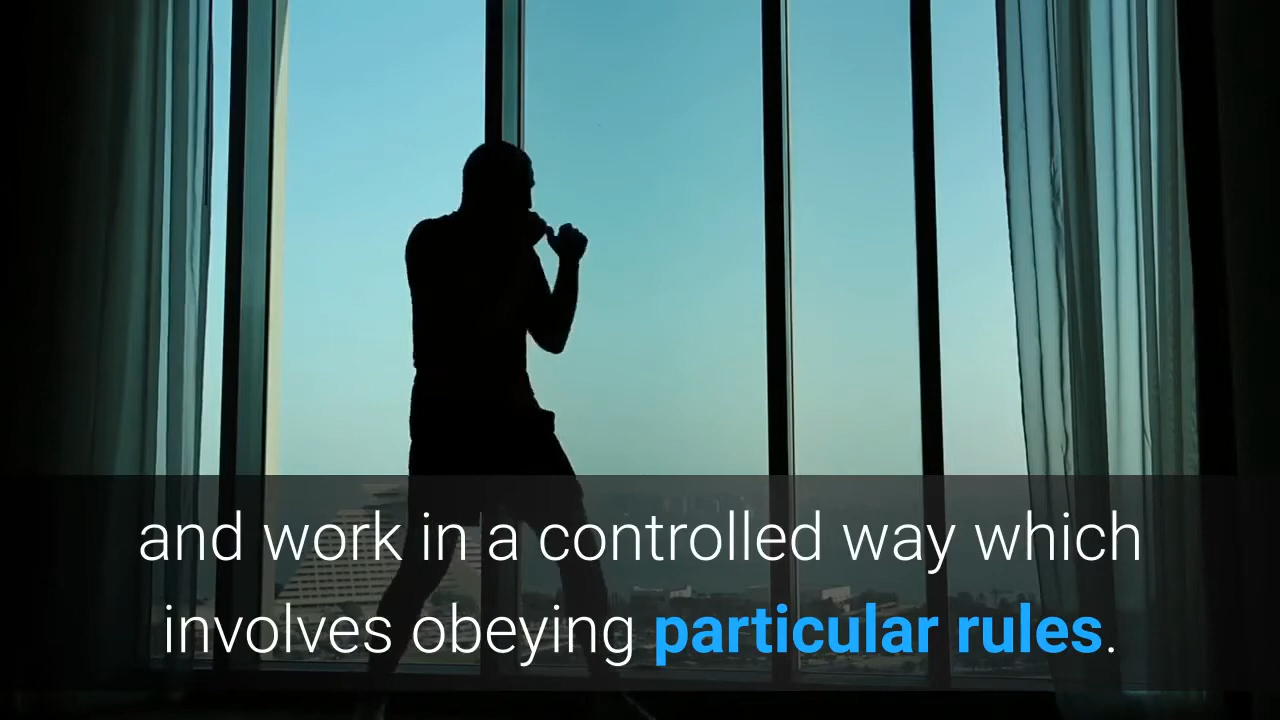 and work in a controlled way which
involves obeying particular rules.